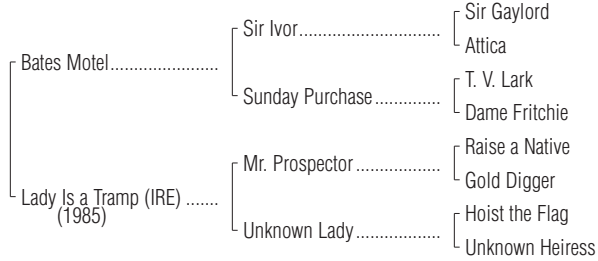 Sir Gaylord
Sir Ivor..............................
Attica
Bates Motel.......................
T. V. Lark
Sunday Purchase..............
Dame Fritchie
Raise a Native
Mr. Prospector .................
Gold Digger
Lady Is a Tramp (IRE) .......
(1985)
Hoist the Flag
Unknown Lady.................
Unknown Heiress